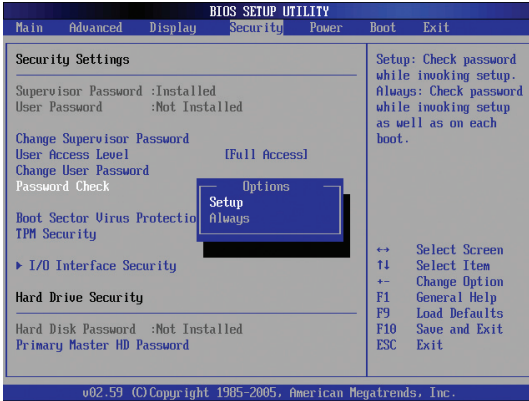 BIOS SETUP UTILITY
Main Advanced Display Security Power Boot Exit
Security Settings
Supervisor Password :Installed
User Password :Not Installed
Change Supervisor Password
User Access Level [Full Access]
Change User Password
Password Check
Boot Sector Virus Protectio
TPM Security
I/O Interface Security
Hard Drive Security
Hard Disk Password :Not Installed
Primary Master HD Password
Options
Setup
Always
Setup: Check password
while invoking setup.
Always: Check password
while invoking setup
as well as on each
boot.
↔ Select Screen
↑↓ Select Item
+- Change Option
F1 General Help
F9 Load Defaults
F10 Save and Exit
ESC Exit
v02.59 (C)Copyright 1985-2005, American Megatrends, Inc.